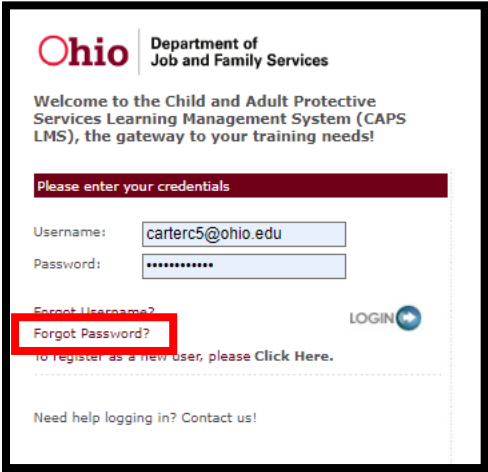 Ohio
Department of
Job and Family Services
Welcome to the Child and Adult Protective
Services Learning Management System (CAPS
LMS), the gateway to your training needs!
Please enter your credentials
Username: carterc5@ohio.edu
Password: ••••••••••••
Forgot Username?
LOGIN
Forgot Password?
To register as a new user, please Click Here.
Need help logging in? Contact us!